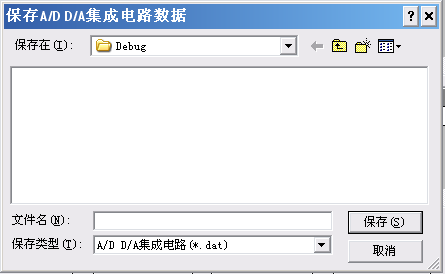 保存A/D D/A集成电路数据
保存在(I):
Debug
文件名(N):
保存(S)
保存类型(T):
A/D D/A集成电路(*.dat)
取消